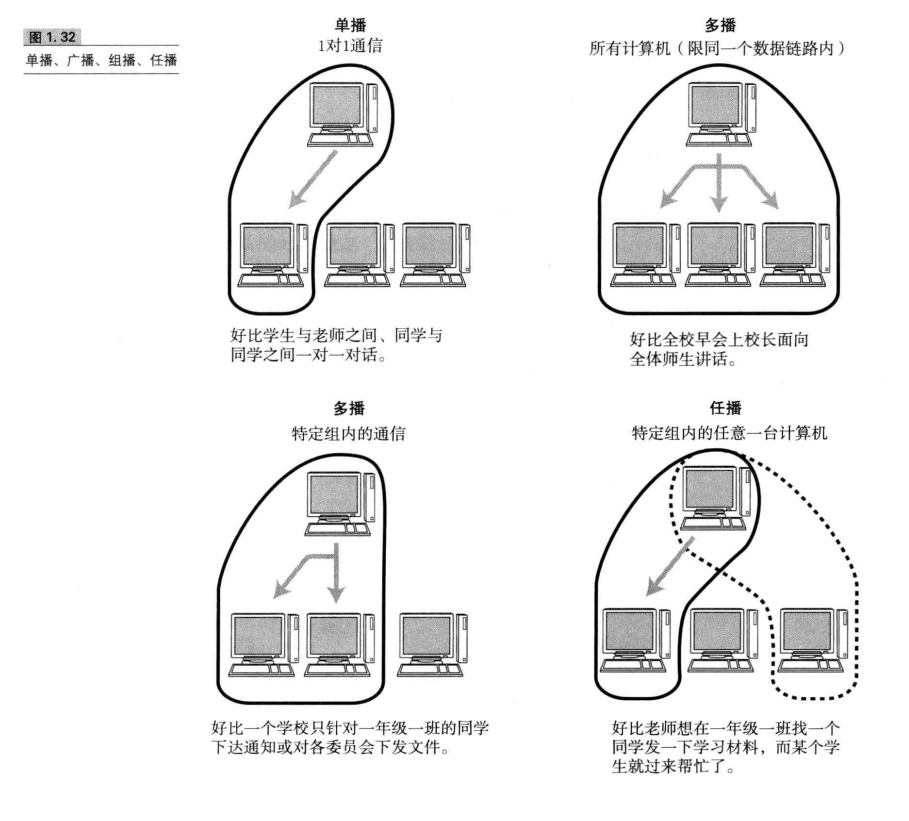 图 1.32
单播、广播、组播、任播
单播
1对1通信
好比学生与老师之间、同学与
同学之间一对一对话。
多播
所有计算机（限同一个数据链路内）
好比全校早会上校长面向
全体师生讲话。
多播
特定组内的通信
好比一个学校只针对一年级一班的同学
下达通知或对各委员会下发文件。
任播
特定组内的任意一台计算机
好比老师想在一年级一班找一个
同学发一下学习材料，而某个学
生就过来帮忙了。